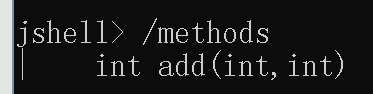 jshell> /methods
|    int add(int,int)